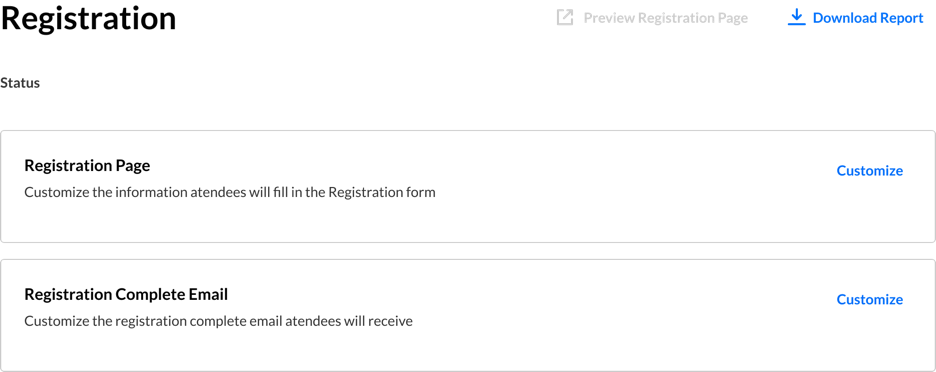 Registration
Preview Registration Page
Download Report
Status
Registration Page
Customize
Customize the information atendees will fill in the Registration form
Registration Complete Email
Customize
Customize the registration complete email atendees will receive